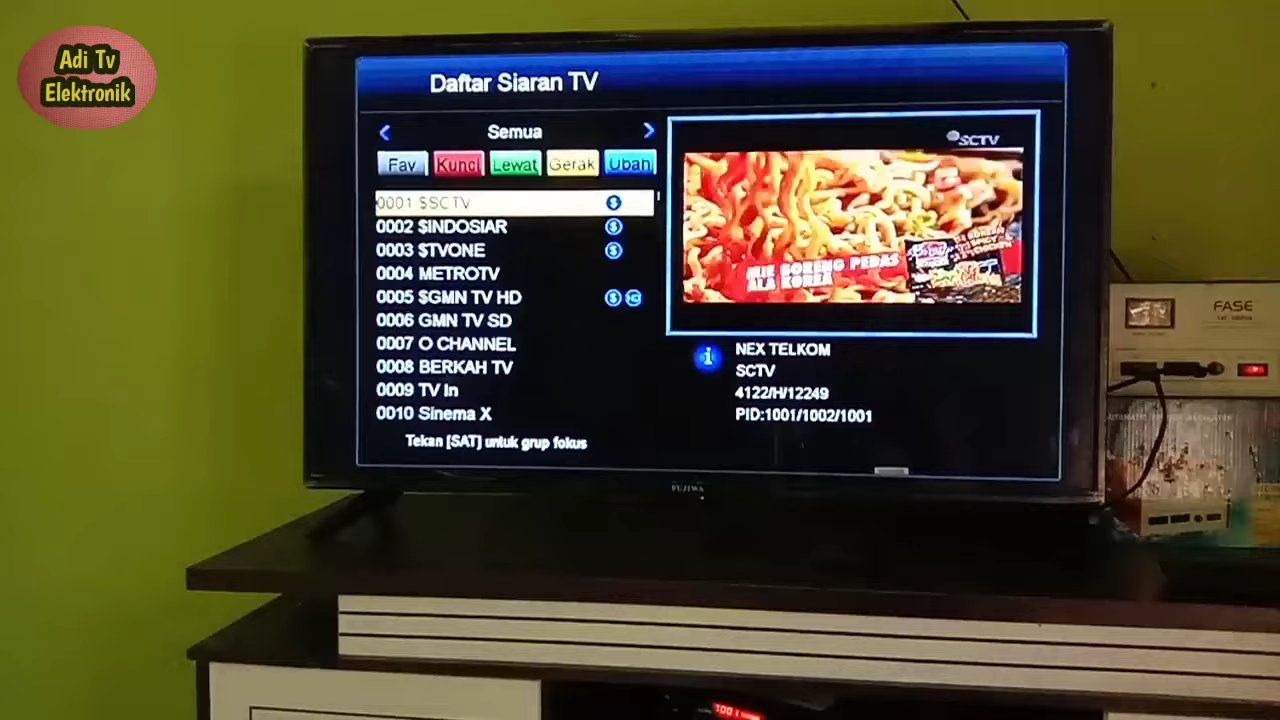 Adi Tv
Elektronik
Daftar Siaran TV
Semua
Fav Kunci Lewat Gerak Ubah
0001 $SCTV
0002 $INDOSIAR
0003 $TVONE
0004 METROTV
0005 $GMN TV HD
0006 GMN TV SD
0007 O CHANNEL
0008 BERKAH TV
0009 TV In
0010 Sinema X
Tekan [SAT] untuk grup fokus
SCTV
MIE GORENG PEDAS
ALA KOREA
NEX TELKOM
SCTV
4122/H/12249
PID:1001/1002/1001
FUJIWA
FASE